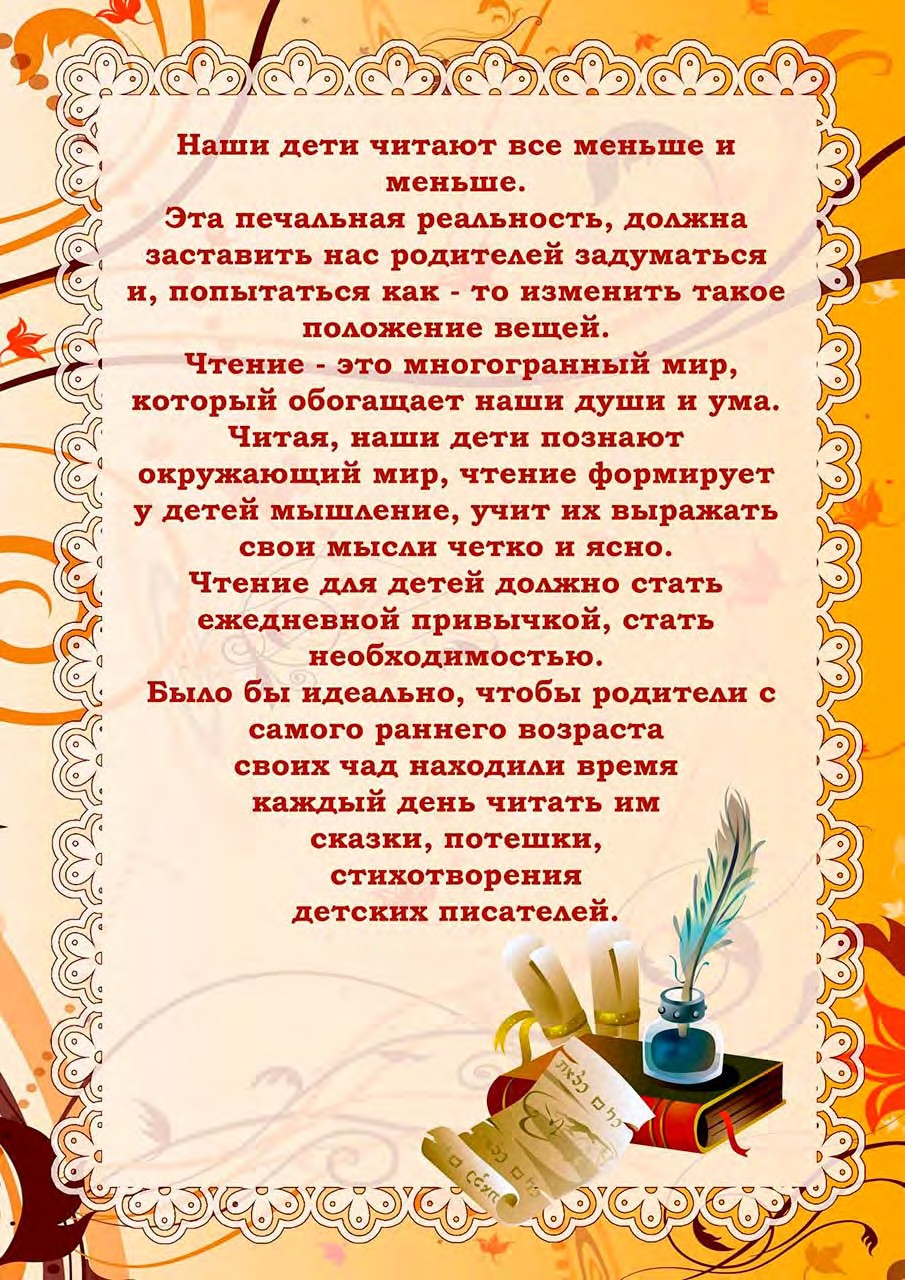 Наши дети читают все меньше и
меньше.
Эта печальная реальность, должна
заставить нас родителей задуматься
и, попытаться как - то изменить такое
положение вещей.
Чтение - это многогранный мир,
который обогащает наши души и ума.
Читая, наши дети познают
окружающий мир, чтение формирует
у детей мышление, учит их выражать
свои мысли четко и ясно.
Чтение для детей должно стать
ежедневной привычкой, стать
необходимостью.
Было бы идеально, чтобы родители с
самого раннего возраста
своих чад находили время
каждый день читать им
сказки, потешки,
стихотворения
детских писателей.